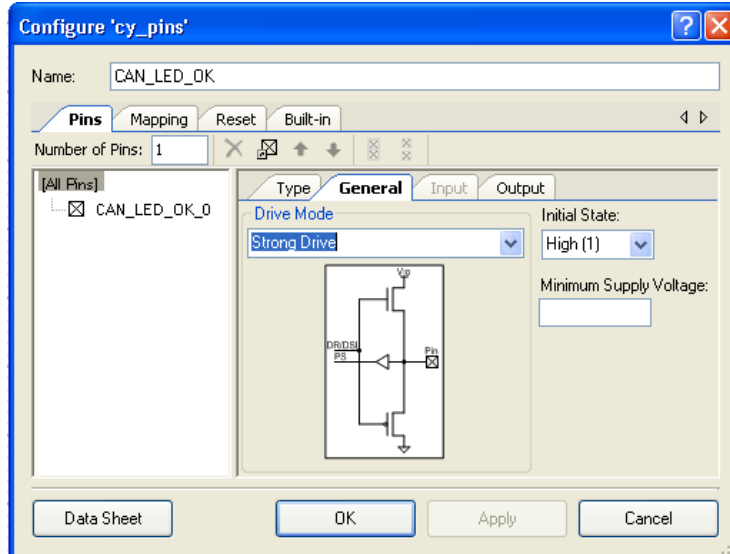 Configure 'cy_pins'
Name: CAN_LED_OK
Pins Mapping Reset Built-in
Number of Pins: 1
[All Pins]
CAN_LED_OK_0
Type General Input Output
Drive Mode
Strong Drive
Initial State:
High (1)
Minimum Supply Voltage:
Vio
DR/DSI
PS
Pin
Data Sheet OK Apply Cancel